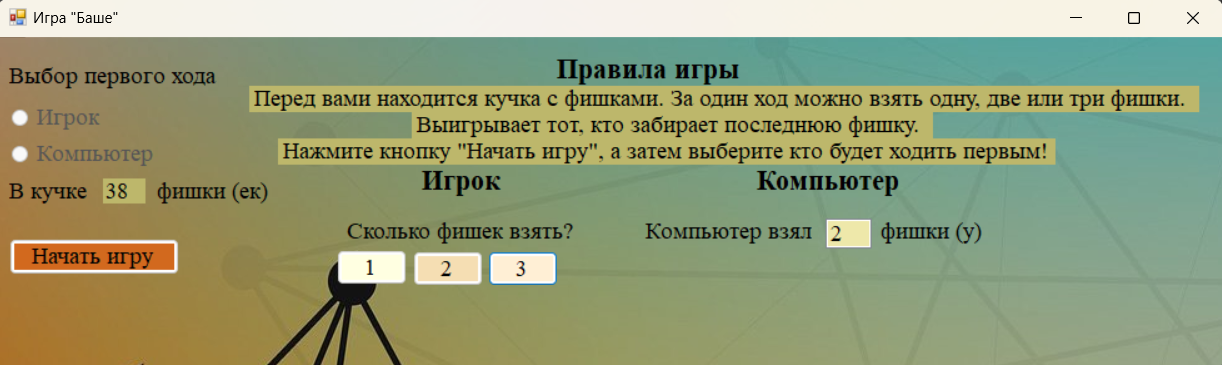 Игра "Баше"
Правила игры
Выбор первого хода
Перед вами находится кучка с фишками. За один ход можно взять одну, две или три фишки.
Игрок
Выигрывает тот, кто забирает последнюю фишку.
Компьютер
Нажмите кнопку "Начать игру", а затем выберите кто будет ходить первым!
В кучке 38 фишки (ек)
Игрок Компьютер
Сколько фишек взять? Компьютер взял 2 фишки (у)
Начать игру
1 2 3